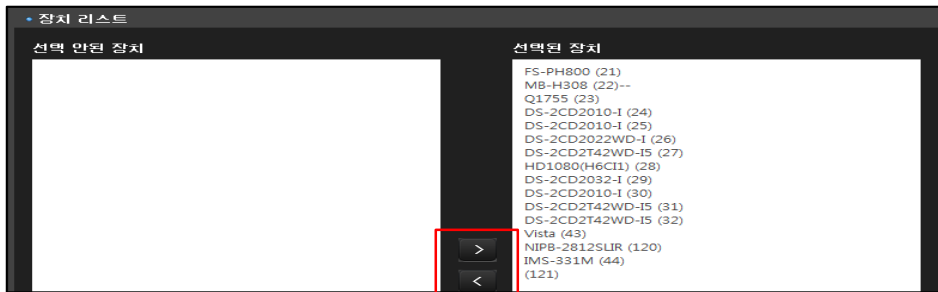 • 장치 리스트
선택 안된 장치
선택된 장치
FS-PH800 (21)
MB-H308 (22)--
Q1755 (23)
DS-2CD2010-I (24)
DS-2CD2010-I (25)
DS-2CD2022WD-I (26)
DS-2CD2T42WD-I5 (27)
HD1080(H6CI1) (28)
DS-2CD2032-I (29)
DS-2CD2010-I (30)
DS-2CD2T42WD-I5 (31)
DS-2CD2T42WD-I5 (32)
Vista (43)
NIPB-2812SLIR (120)
IMS-331M (44)
(121)
>
<